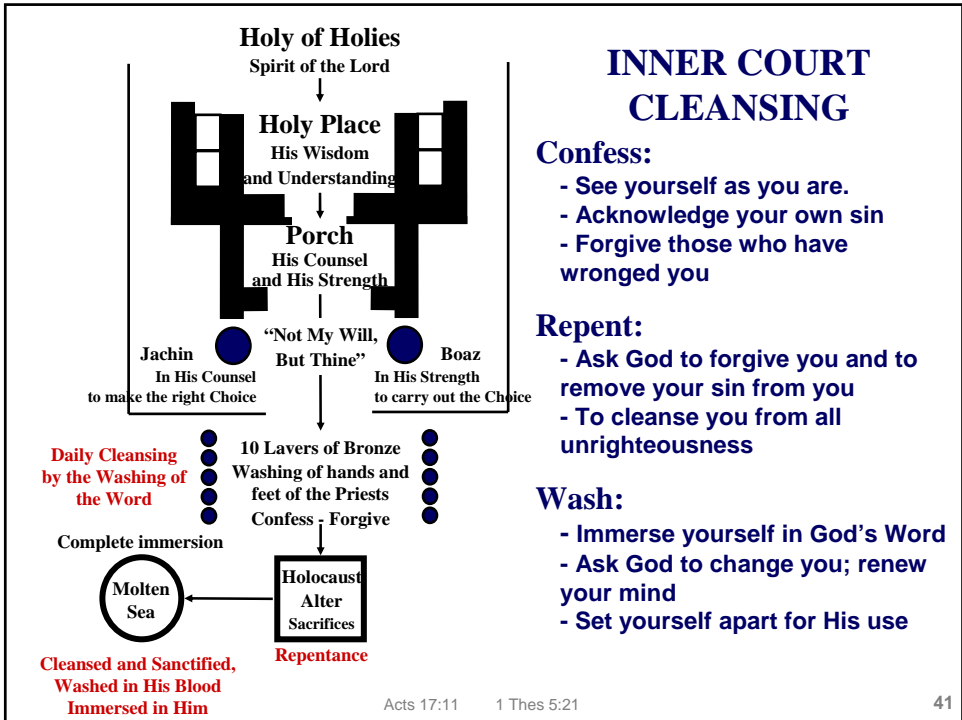 Holy of Holies
Spirit of the Lord
Holy Place
His Wisdom
and Understanding
Porch
His Counsel
and His Strength
“Not My Will,
But Thine”
Jachin
In His Counsel
to make the right Choice
Boaz
In His Strength
to carry out the Choice
Daily Cleansing
by the Washing of
the Word
10 Lavers of Bronze
Washing of hands and
feet of the Priests
Confess - Forgive
Complete immersion
Molten
Sea
Holocaust
Alter
Sacrifices
Repentance
Cleansed and Sanctified,
Washed in His Blood
Immersed in Him
INNER COURT
CLEANSING
Confess:
- See yourself as you are.
- Acknowledge your own sin
- Forgive those who have
wronged you
Repent:
- Ask God to forgive you and to
remove your sin from you
- To cleanse you from all
unrighteousness
Wash:
- Immerse yourself in God’s Word
- Ask God to change you; renew
your mind
- Set yourself apart for His use
Acts 17:11 1 Thes 5:21
41